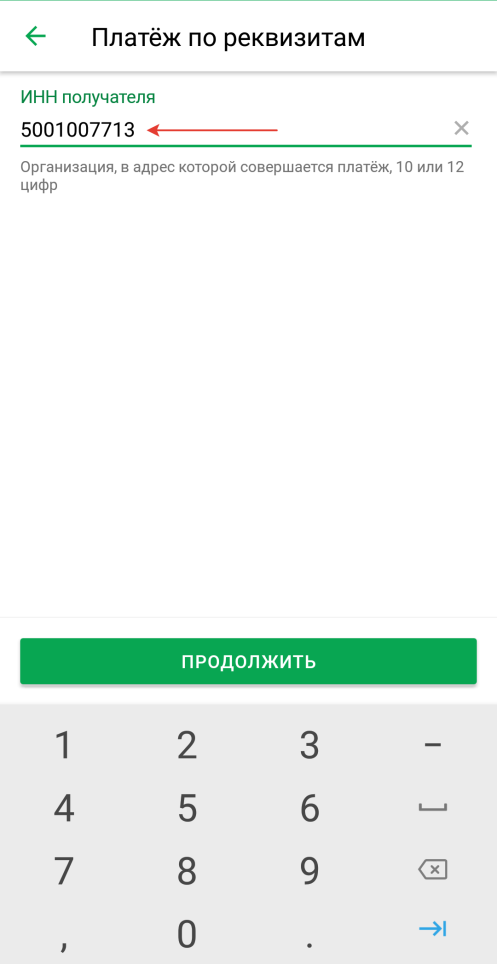 Платёж по реквизитам
ИНН получателя
5001007713
Организация, в адрес которой совершается платёж, 10 или 12
цифр
ПРОДОЛЖИТЬ
1 2 3 –
4 5 6
7 8 9
, 0 .